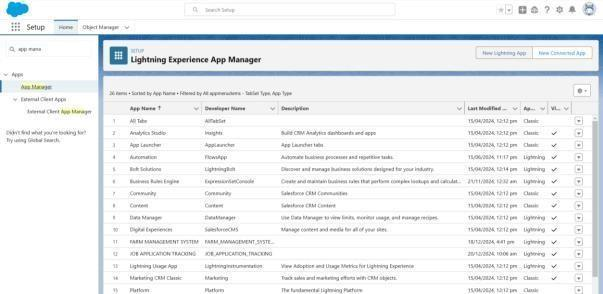 Search Setup
Setup Home Object Manager
app mana
SETUP
Lightning Experience App Manager
New Lightning App New Connected App
Apps
App Manager
External Client Apps
External Client App Manager
Didn't find what you're looking for?
Try using Global Search.
26 items • Sorted by App Name • Filtered by All appmenuitems - TabSet Type, App Type
App Name ↑ Developer Name Description Last Modified ... Ap... Vi...
1 All Tabs AllTabSet 15/04/2024, 12:12 pm Classic
2 Analytics Studio Insights Build CRM Analytics dashboards and apps 15/04/2024, 12:12 pm Classic
3 App Launcher AppLauncher App Launcher tabs 15/04/2024, 12:12 pm Classic
4 Automation FlowsApp Automate business processes and repetitive tasks. 15/06/2024, 11:17 pm Lightning
5 Bolt Solutions LightningBolt Discover and manage business solutions designed for your industry. 15/04/2024, 12:14 pm Lightning
6 Business Rules Engine ExpressionSetConsole Create and maintain business rules that perform complex lookups and calculat... 21/11/2024, 12:32 am Lightning
7 Community Community Salesforce CRM Communities 15/04/2024, 12:12 pm Classic
8 Content Content Salesforce CRM Content 15/04/2024, 12:12 pm Classic
9 Data Manager DataManager Use Data Manager to view limits, monitor usage, and manage recipes. 15/04/2024, 12:12 pm Lightning
10 Digital Experiences SalesforceCMS Manage content and media for all of your sites. 15/04/2024, 12:12 pm Lightning
11 FARM MANAGEMENT SYSTEM FARM_MANAGEMENT_SYSTE... 18/12/2024, 4:41 pm Lightning
12 JOB APPLICATION TRACKING JOB_APPLICATION_TRACKING 20/12/2024, 10:06 am Lightning
13 Lightning Usage App LightningInstrumentation View Adoption and Usage Metrics for Lightning Experience 15/04/2024, 12:12 pm Lightning
14 Marketing CRM Classic Marketing Track sales and marketing efforts with CRM objects. 15/04/2024, 12:12 pm Classic
15 Platform Platform The fundamental Lightning Platform 15/04/2024, 12:12 pm Classic